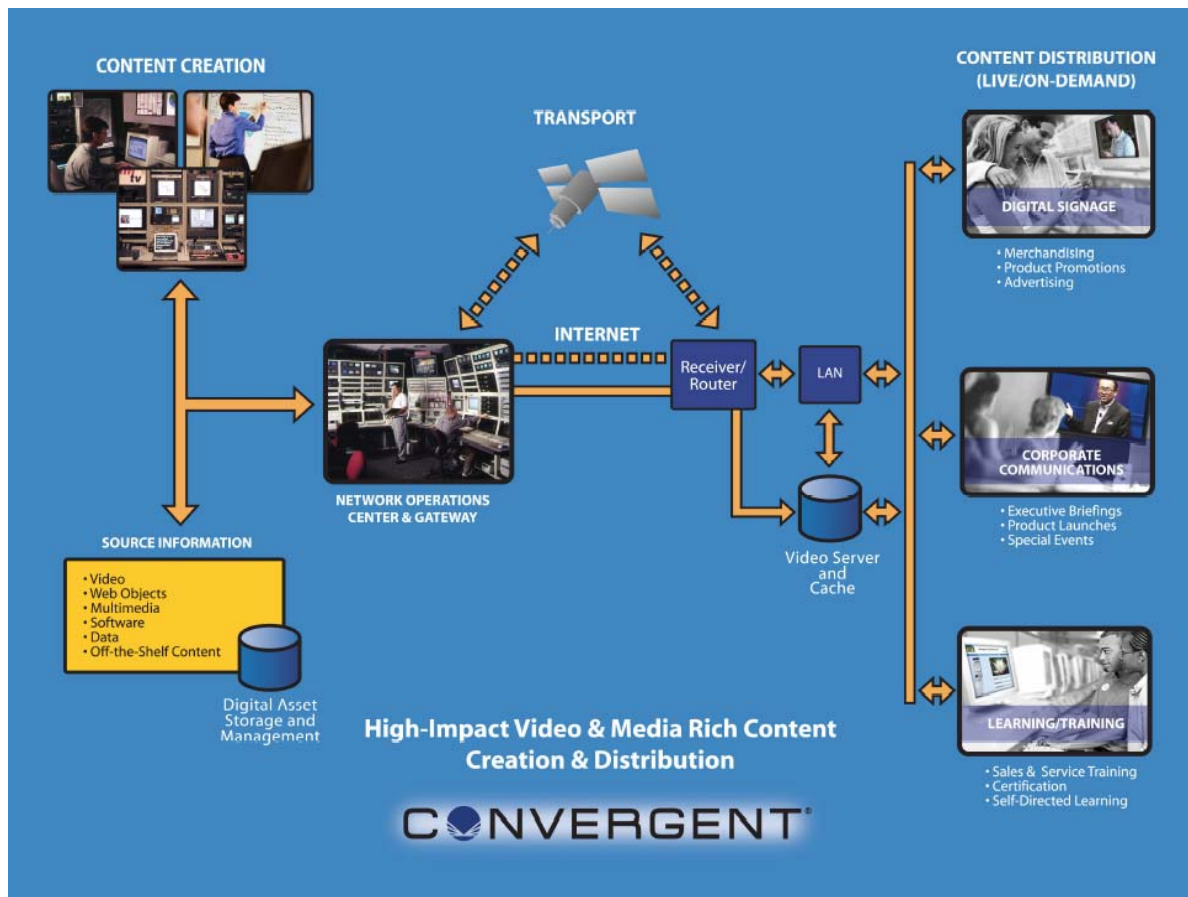 CONTENT CREATION
tv
TRANSPORT
INTERNET
NETWORK OPERATIONS
CENTER & GATEWAY
SOURCE INFORMATION
• Video
• Web Objects
• Multimedia
• Software
• Data
• Off-the-Shelf Content
Digital Asset
Storage and
Management
Receiver/
Router
LAN
Video Server
and
Cache
CONTENT DISTRIBUTION
(LIVE/ON-DEMAND)
DIGITAL SIGNAGE
• Merchandising
• Product Promotions
• Advertising
CORPORATE
COMMUNICATIONS
• Executive Briefings
• Product Launches
• Special Events
LEARNING/TRAINING
• Sales & Service Training
• Certification
• Self-Directed Learning
High-Impact Video & Media Rich Content
Creation & Distribution
CONVERGENT®